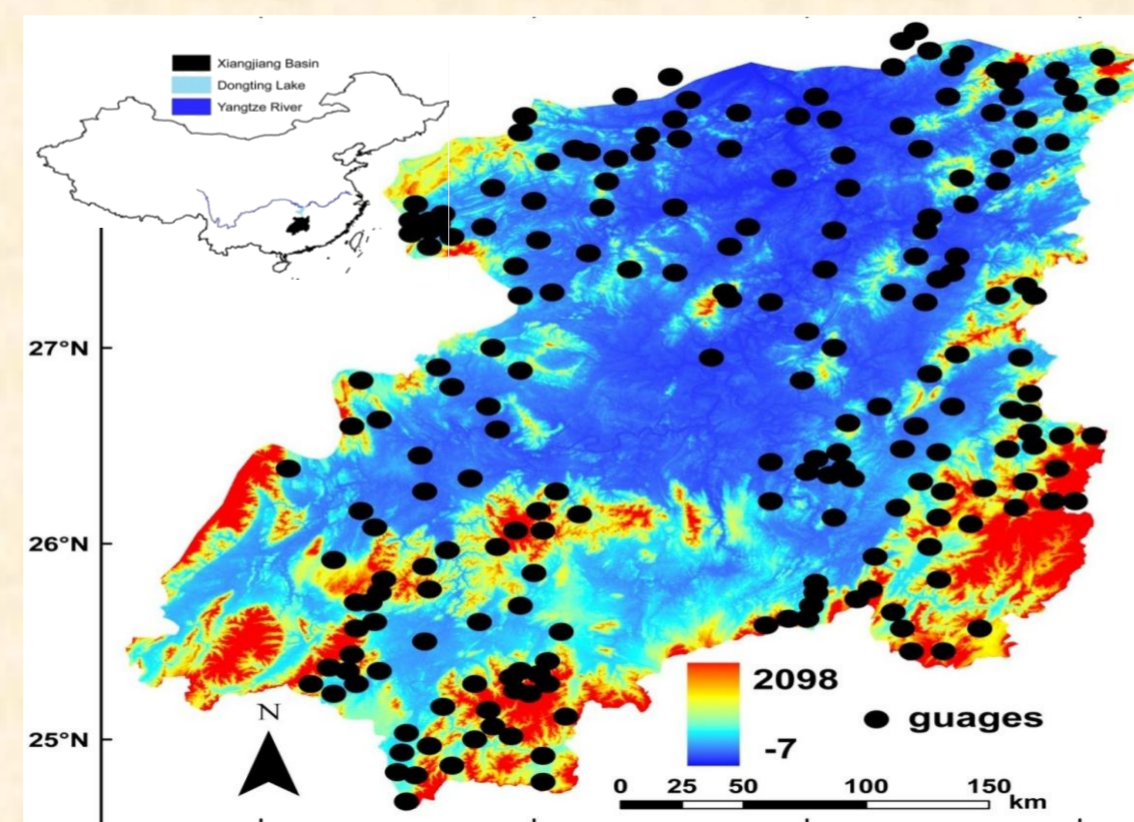 Xiangjiang Basin
Dongting Lake
Yangtze River
27°N
26°N
25°N
N
2098
-7
guages
0 25 50 100 150
km